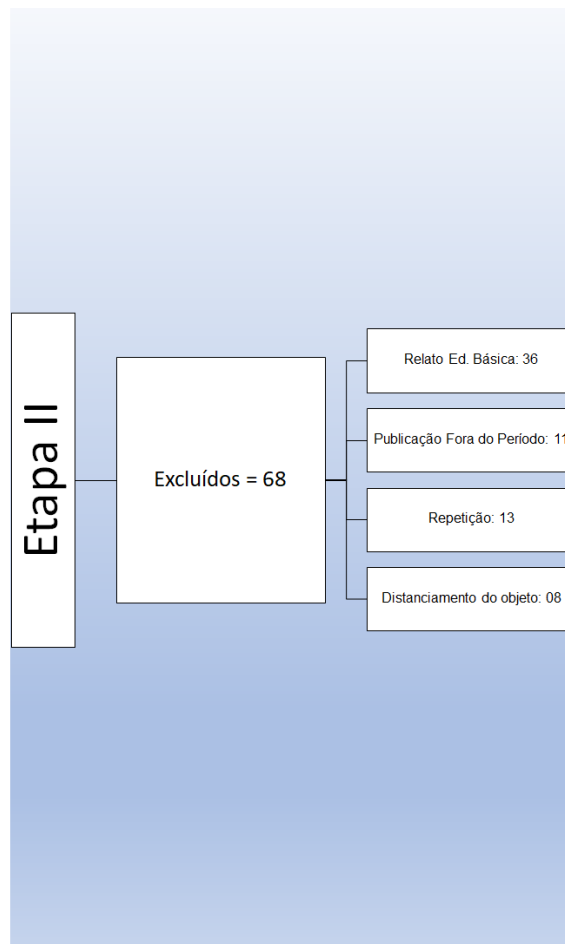 Etapa II
Excluídos = 68
Relato Ed. Básica: 36
Publicação Fora do Período: 11
Repetição: 13
Distanciamento do objeto: 08